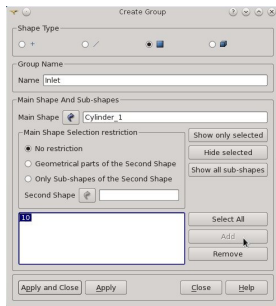 Create Group
Shape Type
Group Name
Name Inlet
Main Shape And Sub-shapes
Main Shape Cylinder_1
Main Shape Selection restriction
No restriction
Geometrical parts of the Second Shape
Only Sub-shapes of the Second Shape
Second Shape
Show only selected
Hide selected
Show all sub-shapes
10
Select All
Add
Remove
Apply and Close Apply Close Help